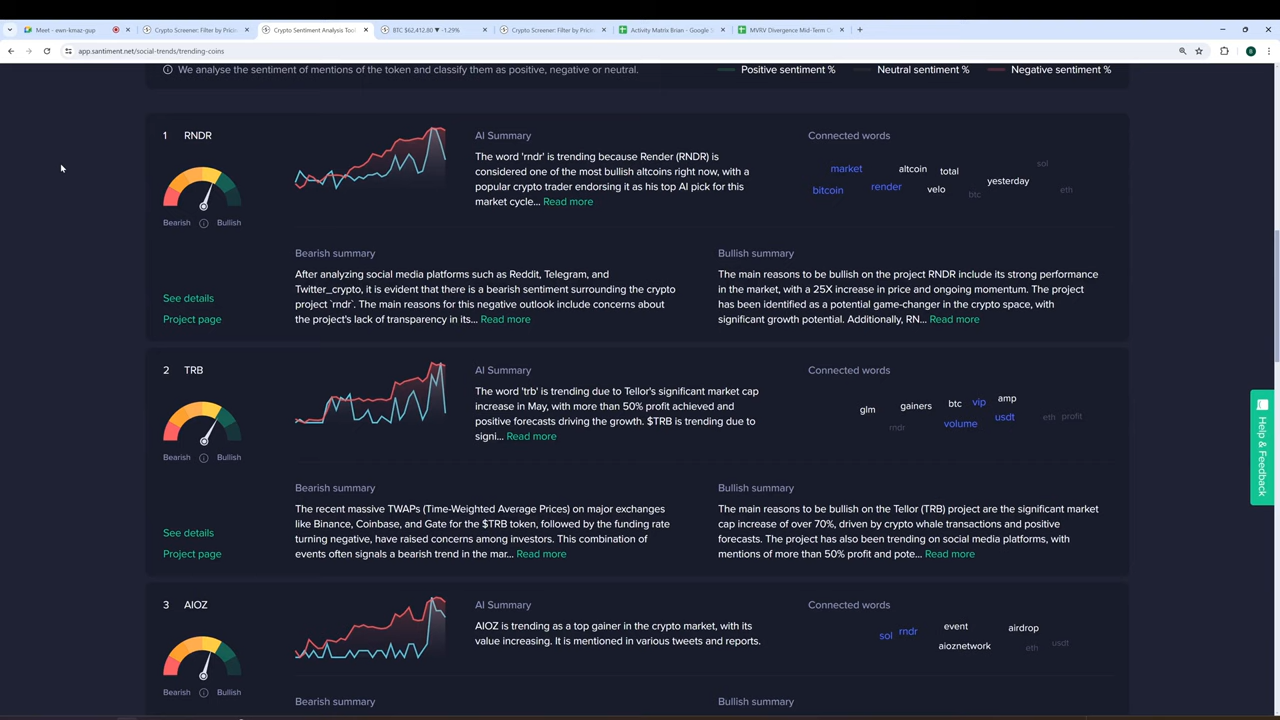 Meet - ewn-kmaz-gup
Crypto Screener: Filter by Pricin
Crypto Sentiment Analysis Tool
BTC $62,412.80 ▼ -1.29%
Crypto Screener: Filter by Pricin
Activity Matrix Brian - Google S
MVRV Divergence Mid-Term O
app.santiment.net/social-trends/trending-coins
We analyse the sentiment of mentions of the token and classify them as positive, negative or neutral.
Positive sentiment %
Neutral sentiment %
Negative sentiment %
1 RNDR
Bearish Bullish
See details
Project page
AI Summary
The word 'rndr' is trending because Render (RNDR) is
considered one of the most bullish altcoins right now, with a
popular crypto trader endorsing it as his top AI pick for this
market cycle... Read more
Connected words
market altcoin total sol
yesterday
bitcoin render velo btc eth
Bearish summary
After analyzing social media platforms such as Reddit, Telegram, and
Twitter_crypto, it is evident that there is a bearish sentiment surrounding the crypto
project `rndr`. The main reasons for this negative outlook include concerns about
the project's lack of transparency in its... Read more
Bullish summary
The main reasons to be bullish on the project RNDR include its strong performance
in the market, with a 25X increase in price and ongoing momentum. The project
has been identified as a potential game-changer in the crypto space, with
significant growth potential. Additionally, RN... Read more
2 TRB
Bearish Bullish
See details
Project page
AI Summary
The word 'trb' is trending due to Tellor's significant market cap
increase in May, with more than 50% profit achieved and
positive forecasts driving the growth. $TRB is trending due to
signi... Read more
Connected words
glm gainers btc vip amp
rndr volume usdt eth profit
Bearish summary
The recent massive TWAPs (Time-Weighted Average Prices) on major exchanges
like Binance, Coinbase, and Gate for the $TRB token, followed by the funding rate
turning negative, have raised concerns among investors. This combination of
events often signals a bearish trend in the mar... Read more
Bullish summary
The main reasons to be bullish on the Tellor (TRB) project are the significant market
cap increase of over 70%, driven by crypto whale transactions and positive
forecasts. The project has also been trending on social media platforms, with
mentions of more than 50% profit and pote... Read more
3 AIOZ
Bearish Bullish
AI Summary
AIOZ is trending as a top gainer in the crypto market, with its
value increasing. It is mentioned in various tweets and reports.
Connected words
sol rndr event airdrop
aioznetwork eth usdt
Bearish summary
Bullish summary
Help & Feedback